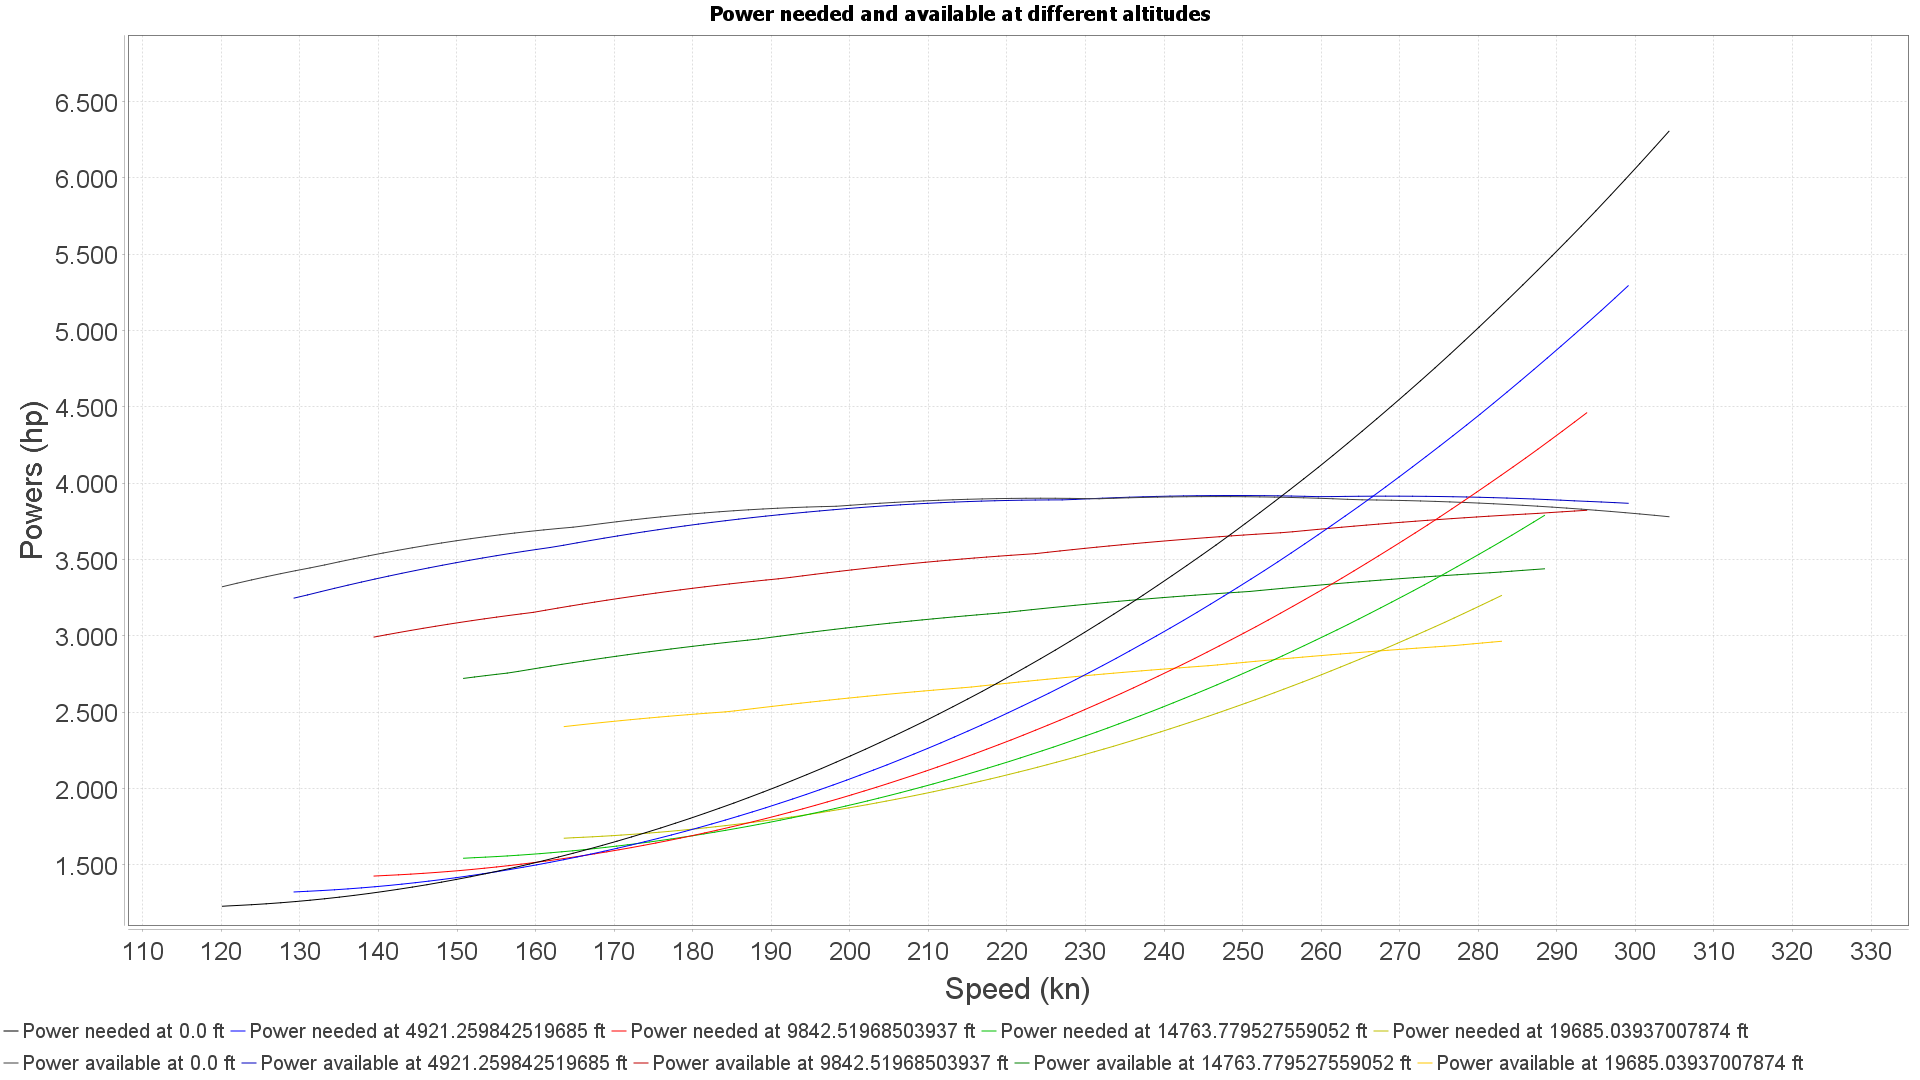 Power needed and available at different altitudes
6.500
6.000
5.500
5.000
4.500
4.000
3.500
3.000
2.500
2.000
1.500
Powers (hp)
110 120 130 140 150 160 170 180 190 200 210 220 230 240 250 260 270 280 290 300 310 320 330
Speed (kn)
Power needed at 0.0 ft Power needed at 4921.259842519685 ft Power needed at 9842.51968503937 ft Power needed at 14763.779527559052 ft Power needed at 19685.03937007874 ft
Power available at 0.0 ft Power available at 4921.259842519685 ft Power available at 9842.51968503937 ft Power available at 14763.779527559052 ft Power available at 19685.03937007874 ft